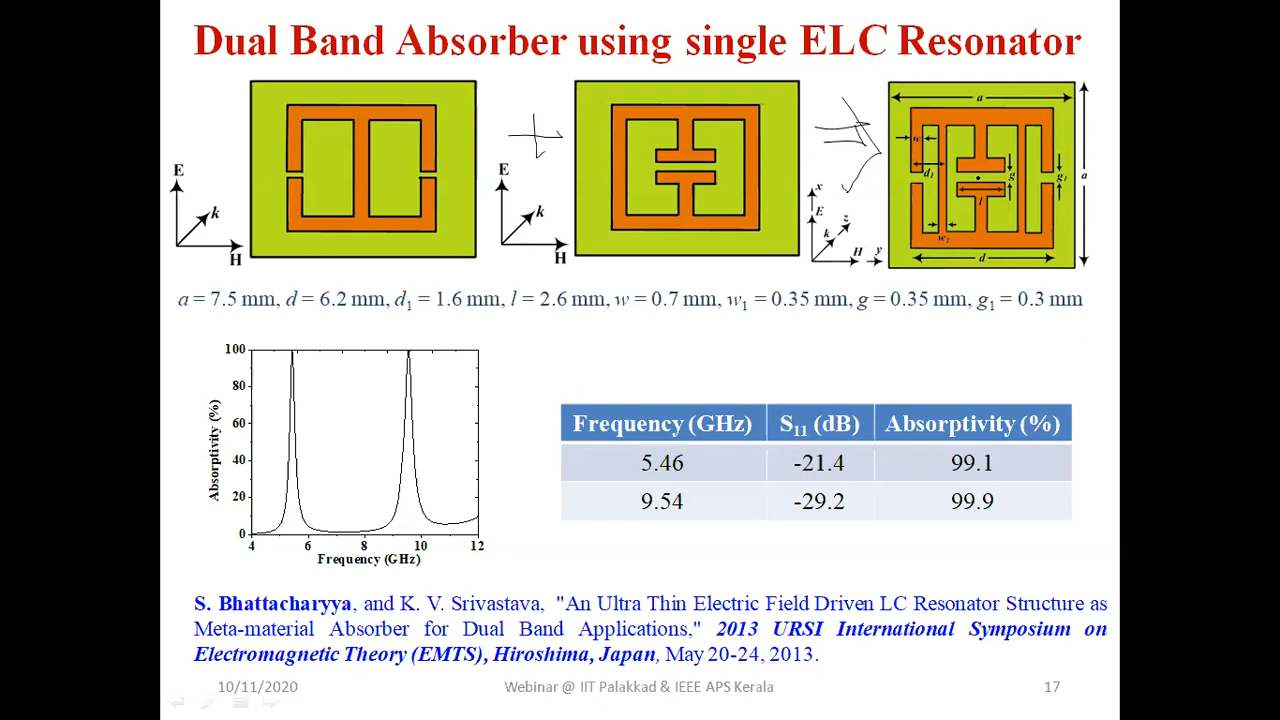 Dual Band Absorber using single ELC Resonator
E
k
H
E
k
H
x
E
z
k
H
y
a
w
d1
g
g1
a
l
w1
d
a = 7.5 mm, d = 6.2 mm, d1 = 1.6 mm, l = 2.6 mm, w = 0.7 mm, w1 = 0.35 mm, g = 0.35 mm, g1 = 0.3 mm
100
80
60
40
20
0
Absorptivity (%)
4 6 8 10 12
Frequency (GHz)
Frequency (GHz) S11 (dB) Absorptivity (%)
5.46 -21.4 99.1
9.54 -29.2 99.9
S. Bhattacharyya, and K. V. Srivastava, "An Ultra Thin Electric Field Driven LC Resonator Structure as
Meta-material Absorber for Dual Band Applications," 2013 URSI International Symposium on
Electromagnetic Theory (EMTS), Hiroshima, Japan, May 20-24, 2013.
10/11/2020 Webinar @ IIT Palakkad & IEEE APS Kerala 17